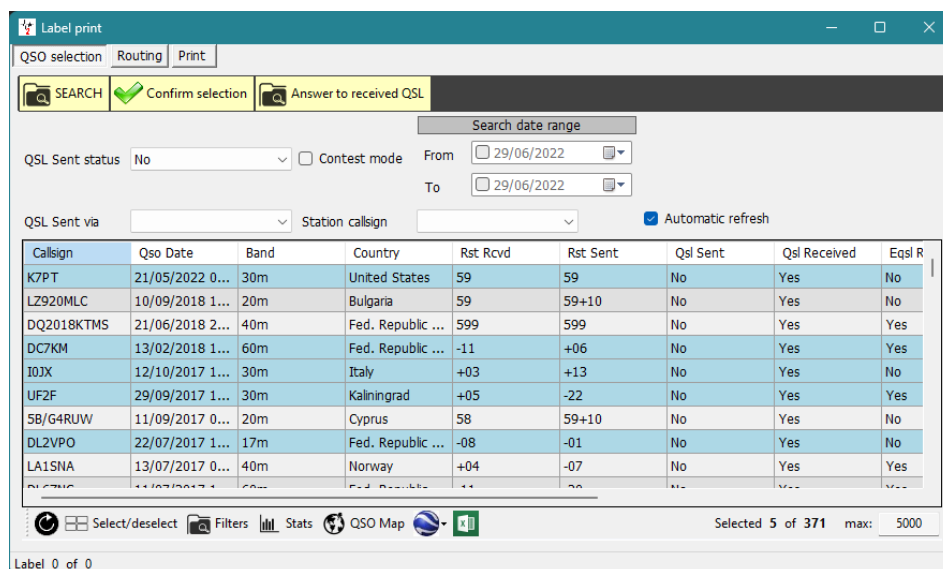 Label print
QSO selection Routing Print
SEARCH Confirm selection Answer to received QSL
Search date range
QSL Sent status No Contest mode From 29/06/2022
To 29/06/2022
QSL Sent via Station callsign Automatic refresh
Callsign Qso Date Band Country Rst Rcvd Rst Sent Qsl Sent Qsl Received Eqsl R
K7PT 21/05/2022 0... 30m United States 59 59 No Yes No
LZ920MLC 10/09/2018 1... 20m Bulgaria 59 59+10 No Yes No
DQ2018KTMS 21/06/2018 2... 40m Fed. Republic ... 599 599 No Yes Yes
DC7KM 13/02/2018 1... 60m Fed. Republic ... -11 +06 No Yes Yes
I0JX 12/10/2017 1... 30m Italy +03 +13 No Yes No
UF2F 29/09/2017 1... 30m Kaliningrad +05 -22 No Yes Yes
5B/G4RUW 11/09/2017 0... 20m Cyprus 58 59+10 No Yes No
DL2VPO 22/07/2017 1... 17m Fed. Republic ... -08 -01 No Yes No
LA1SNA 13/07/2017 0... 40m Norway +04 -07 No Yes Yes
Select/deselect Filters Stats QSO Map Selected 5 of 371 max: 5000
Label 0 of 0